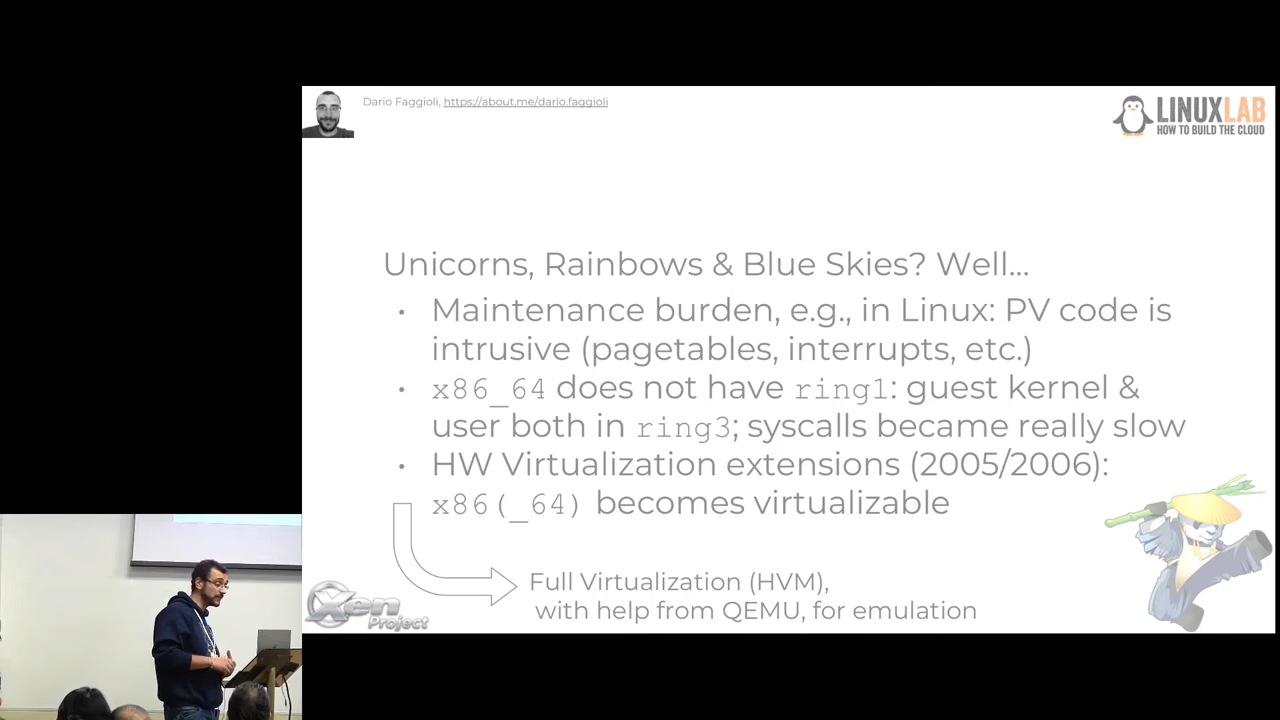 Dario Faggioli, https://about.me/dario.faggioli
LINUXLAB
HOW TO BUILD THE CLOUD
Unicorns, Rainbows & Blue Skies? Well...
• Maintenance burden, e.g., in Linux: PV code is
intrusive (pagetables, interrupts, etc.)
• x86_64 does not have ring1: guest kernel &
user both in ring3; syscalls became really slow
• HW Virtualization extensions (2005/2006):
x86(_64) becomes virtualizable
Full Virtualization (HVM),
with help from QEMU, for emulation
Xen
Project